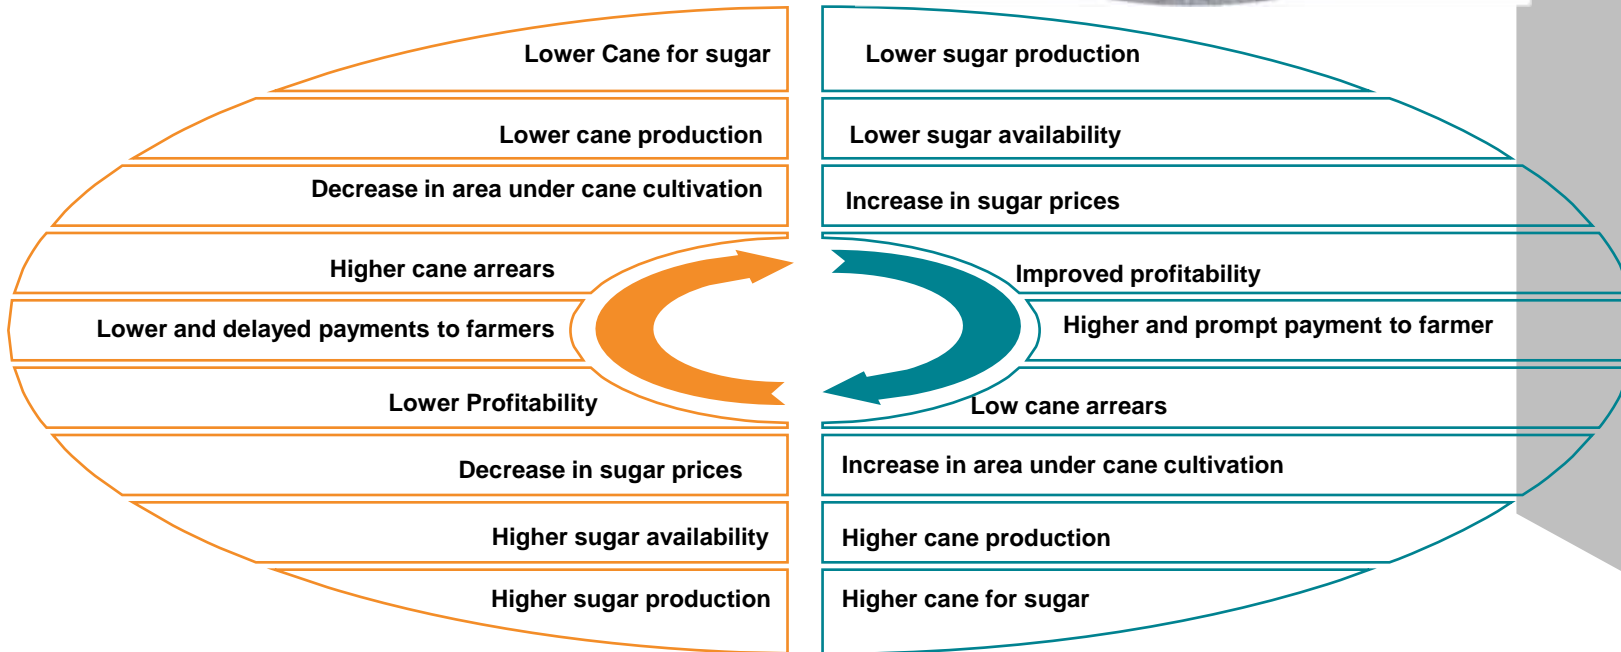 Lower Cane for sugar
Lower cane production
Decrease in area under cane cultivation
Higher cane arrears
Lower and delayed payments to farmers
Lower Profitability
Decrease in sugar prices
Higher sugar availability
Higher sugar production
Lower sugar production
Lower sugar availability
Increase in sugar prices
Improved profitability
Higher and prompt payment to farmer
Low cane arrears
Increase in area under cane cultivation
Higher cane production
Higher cane for sugar